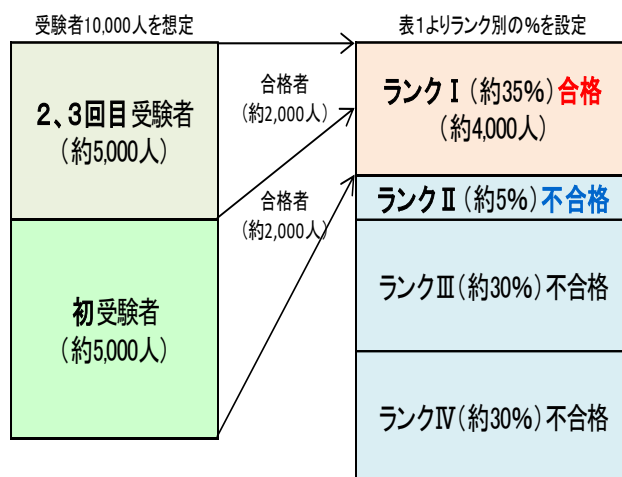 受験者10,000人を想定
表1よりランク別の%を設定
2、3回目受験者
(約5,000人)
合格者
(約2,000人)
合格者
(約2,000人)
初受験者
(約5,000人)
ランクⅠ(約35%)合格
(約4,000人)
ランクⅡ(約5%)不合格
ランクⅢ(約30%)不合格
ランクⅣ(約30%)不合格